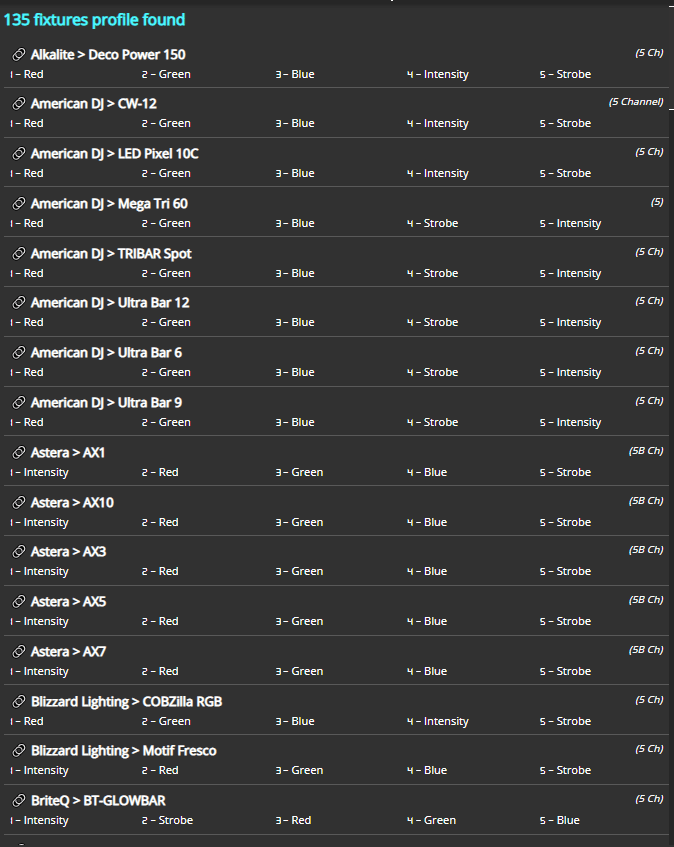 135 fixtures profile found
Alkalite > Deco Power 150 (5 Ch)
1 - Red 2 - Green 3 - Blue 4 - Intensity 5 - Strobe
American DJ > CW-12 (5 Channel)
1 - Red 2 - Green 3 - Blue 4 - Intensity 5 - Strobe
American DJ > LED Pixel 10C (5 Ch)
1 - Red 2 - Green 3 - Blue 4 - Intensity 5 - Strobe
American DJ > Mega Tri 60 (5)
1 - Red 2 - Green 3 - Blue 4 - Strobe 5 - Intensity
American DJ > TRIBAR Spot (5 Ch)
1 - Red 2 - Green 3 - Blue 4 - Strobe 5 - Intensity
American DJ > Ultra Bar 12 (5 Ch)
1 - Red 2 - Green 3 - Blue 4 - Strobe 5 - Intensity
American DJ > Ultra Bar 6 (5 Ch)
1 - Red 2 - Green 3 - Blue 4 - Strobe 5 - Intensity
American DJ > Ultra Bar 9 (5 Ch)
1 - Red 2 - Green 3 - Blue 4 - Strobe 5 - Intensity
Astera > AX1 (5B Ch)
1 - Intensity 2 - Red 3 - Green 4 - Blue 5 - Strobe
Astera > AX10 (5B Ch)
1 - Intensity 2 - Red 3 - Green 4 - Blue 5 - Strobe
Astera > AX3 (5B Ch)
1 - Intensity 2 - Red 3 - Green 4 - Blue 5 - Strobe
Astera > AX5 (5B Ch)
1 - Intensity 2 - Red 3 - Green 4 - Blue 5 - Strobe
Astera > AX7 (5B Ch)
1 - Intensity 2 - Red 3 - Green 4 - Blue 5 - Strobe
Blizzard Lighting > COBZilla RGB (5 Ch)
1 - Red 2 - Green 3 - Blue 4 - Intensity 5 - Strobe
Blizzard Lighting > Motif Fresco (5 Ch)
1 - Intensity 2 - Red 3 - Green 4 - Blue 5 - Strobe
BriteQ > BT-GLOWBAR (5 Ch)
1 - Intensity 2 - Strobe 3 - Red 4 - Green 5 - Blue